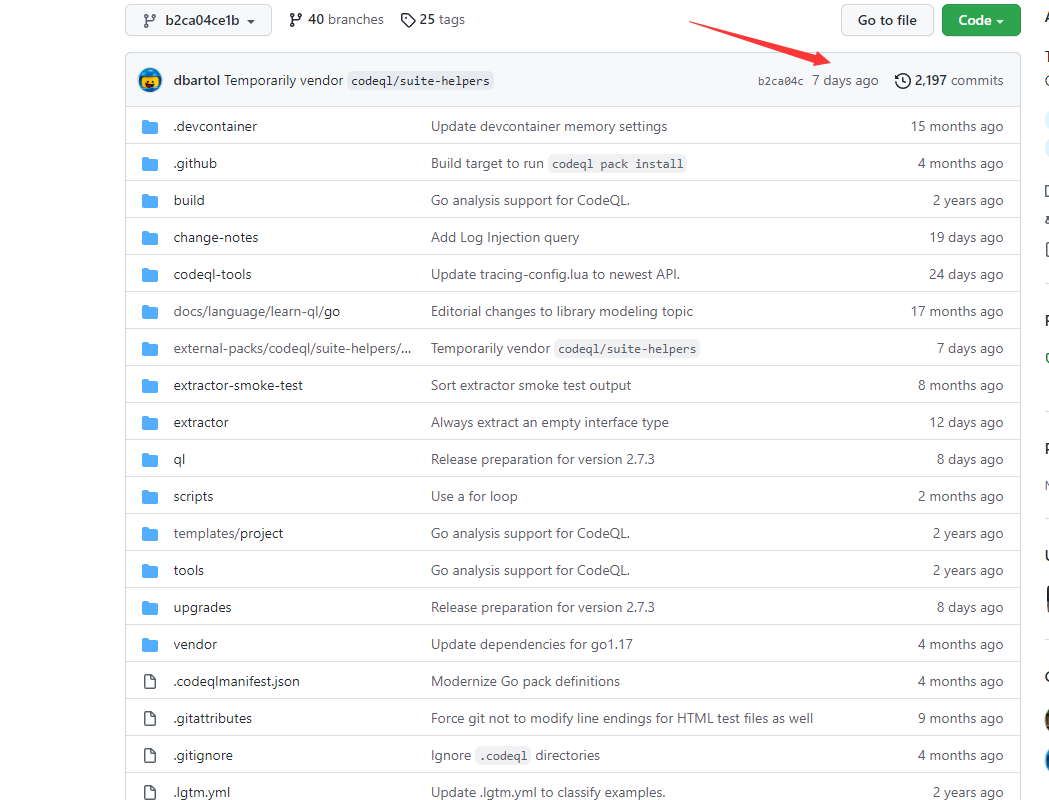 b2ca04ce1b 40 branches 25 tags Go to file Code
dbartol Temporarily vendor codeql/suite-helpers b2ca04c 7 days ago 2,197 commits
.devcontainer Update devcontainer memory settings 15 months ago
.github Build target to run codeql pack install 4 months ago
build Go analysis support for CodeQL. 2 years ago
change-notes Add Log Injection query 19 days ago
codeql-tools Update tracing-config.lua to newest API. 24 days ago
docs/language/learn-ql/go Editorial changes to library modeling topic 17 months ago
external-packs/codeql/suite-helpers/... Temporarily vendor codeql/suite-helpers 7 days ago
extractor-smoke-test Sort extractor smoke test output 8 months ago
extractor Always extract an empty interface type 12 days ago
ql Release preparation for version 2.7.3 8 days ago
scripts Use a for loop 2 months ago
templates/project Go analysis support for CodeQL. 2 years ago
tools Go analysis support for CodeQL. 2 years ago
upgrades Release preparation for version 2.7.3 8 days ago
vendor Update dependencies for go1.17 4 months ago
.codeqlmanifest.json Modernize Go pack definitions 4 months ago
.gitattributes Force git not to modify line endings for HTML test files as well 9 months ago
.gitignore Ignore .codeql directories 4 months ago
.lgtm.yml Update .lgtm.yml to classify examples. 2 years ago